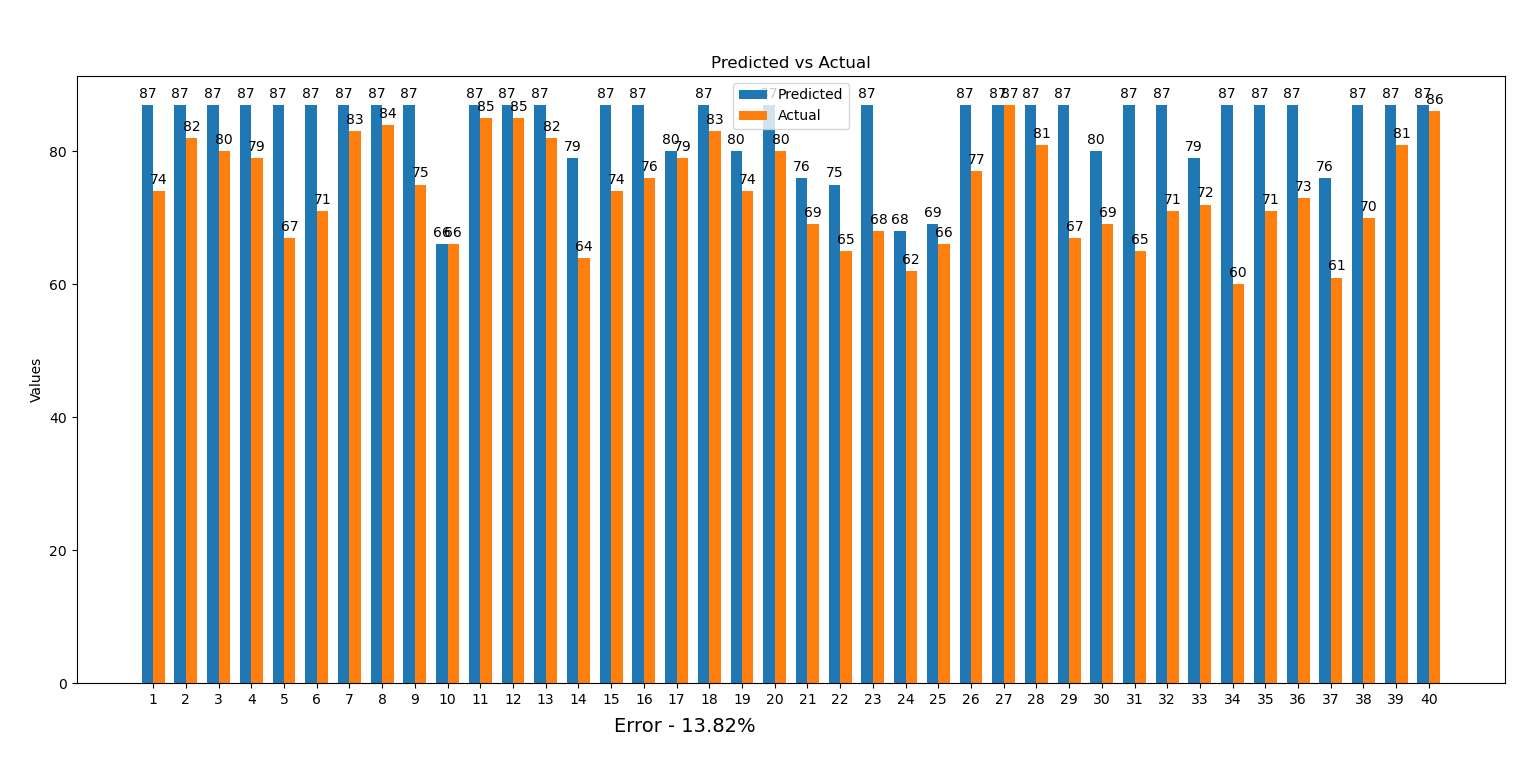 Predicted vs Actual
Predicted
Actual
87 87 87 87 87 87 87 87 87 66 87 87 87 79 87 87 80 87 80 87 76 75 87 68 69 87 87 87 87 80 87 87 79 87 87 87 76 87 87 87
74 82 80 79 67 71 83 84 75 66 85 85 82 64 74 76 79 83 74 80 69 65 68 62 66 77 87 81 67 69 65 71 72 60 71 73 61 70 81 86
Values
80
60
40
20
0
1 2 3 4 5 6 7 8 9 10 11 12 13 14 15 16 17 18 19 20 21 22 23 24 25 26 27 28 29 30 31 32 33 34 35 36 37 38 39 40
Error - 13.82%